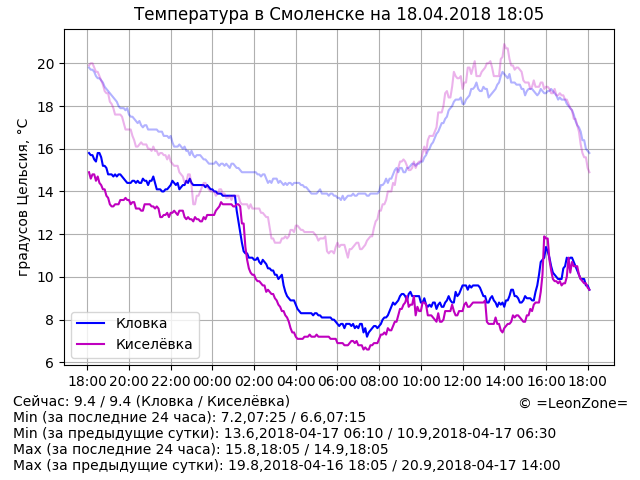 Температура в Смоленске на 18.04.2018 18:05
градусов Цельсия, °C
20
18
16
14
12
10
8
6
Кловка
Киселёвка
18:00 20:00 22:00 00:00 02:00 04:00 06:00 08:00 10:00 12:00 14:00 16:00 18:00
Сейчас: 9.4 / 9.4 (Кловка / Киселёвка)
© =LeonZone=
Min (за последние 24 часа): 7.2,07:25 / 6.6,07:15
Min (за предыдущие сутки): 13.6,2018-04-17 06:10 / 10.9,2018-04-17 06:30
Max (за последние 24 часа): 15.8,18:05 / 14.9,18:05
Max (за предыдущие сутки): 19.8,2018-04-16 18:05 / 20.9,2018-04-17 14:00